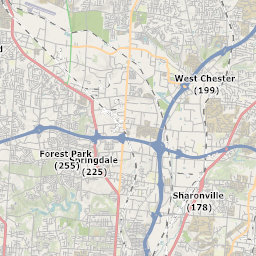 d
West Chester
(199)
Forest Park
(255)
Springdale
(225)
Sharonville
(178)